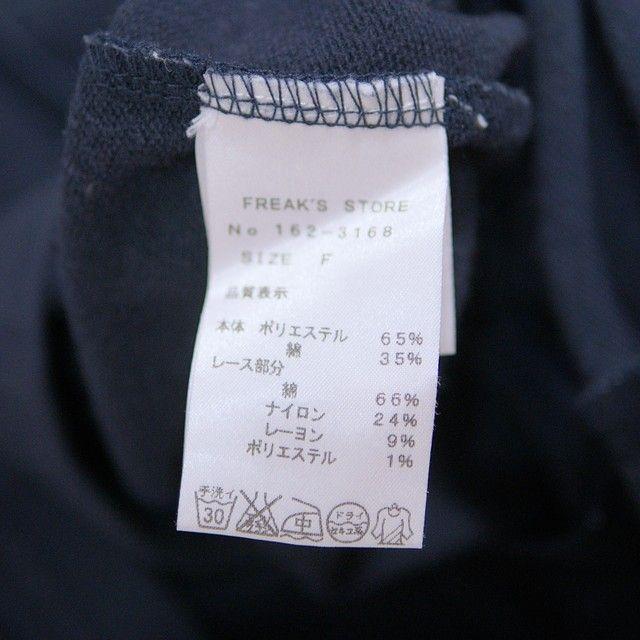 FREAK'S STORE
No 162-3168
SIZE F
品質表示
本体 ポリエステル 65%
綿 35%
レース部分
綿 66%
ナイロン 24%
レーヨン 9%
ポリエステル 1%
手洗イ
30
中
ドライ